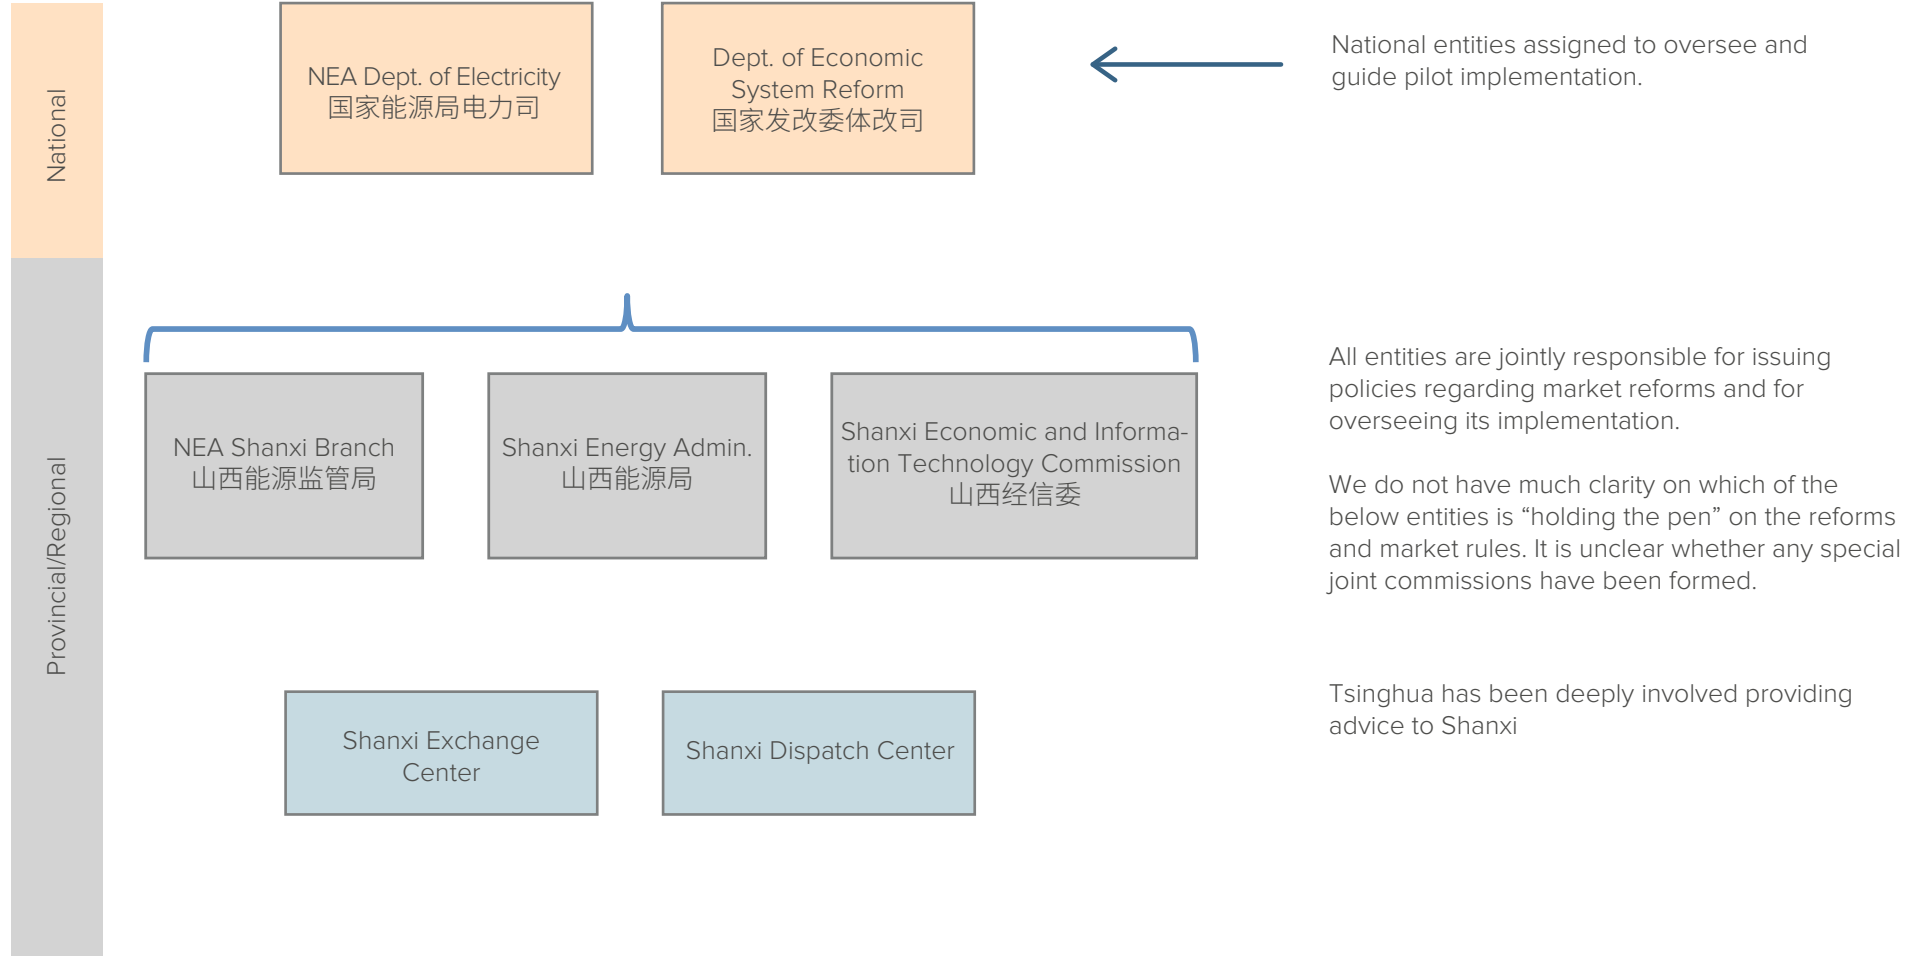 National
NEA Dept. of Electricity
国家能源局电力司
Dept. of Economic
System Reform
国家发改委体改司
National entities assigned to oversee and
guide pilot implementation.
Provincial/Regional
NEA Shanxi Branch
山西能源监管局
Shanxi Energy Admin.
山西能源局
Shanxi Economic and Informa-
tion Technology Commission
山西经信委
All entities are jointly responsible for issuing
policies regarding market reforms and for
overseeing its implementation.
We do not have much clarity on which of the
below entities is “holding the pen” on the reforms
and market rules. It is unclear whether any special
joint commissions have been formed.
Shanxi Exchange
Center
Shanxi Dispatch Center
Tsinghua has been deeply involved providing
advice to Shanxi